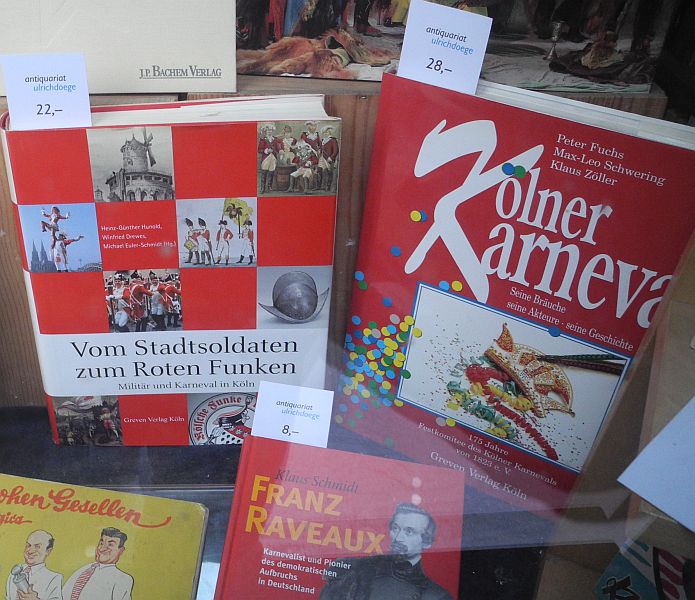 J.P. BACHEM VERLAG
antiquariat
ulrichdoege
22,–
antiquariat
ulrichdoege
28,–
Heinz-Günther Hunold,
Winfried Drewes,
Michael Euler-Schmidt (Hg.)
Vom Stadtsoldaten
zum Roten Funken
Militär und Karneval in Köln
Greven Verlag Köln
Kölsche Funke
Peter Fuchs
Max-Leo Schwering
Klaus Zöller
Kölner
Karneva
Seine Bräuche
seine Akteure · seine Geschichte
175 Jahre
Festkomitee des Kölner Karnevals
von 1823 e. V.
Greven Verlag Köln
antiquariat
ulrichdoege
8,–
Klaus Schmidt
FRANZ
RAVEAUX
Karnevalist und Pionier
des demokratischen
Aufbruchs
in Deutschland
ohen Gesellen